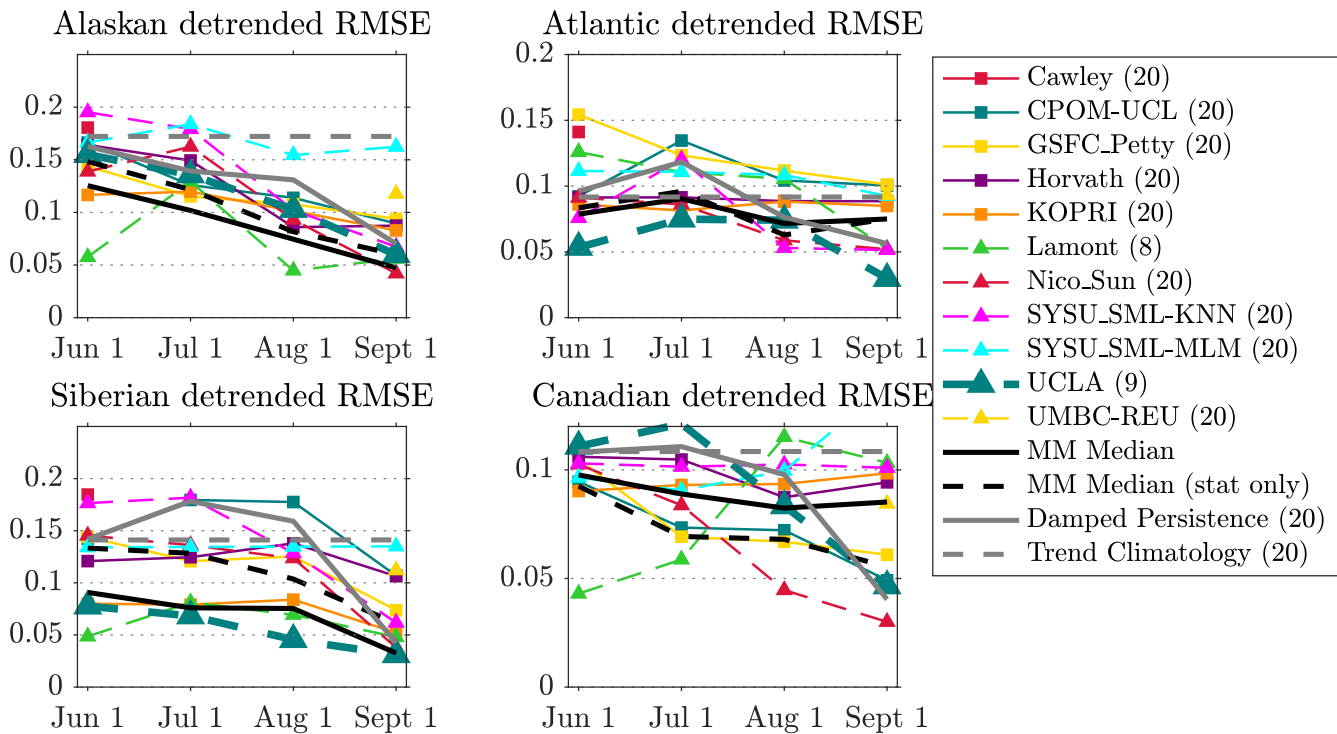 Alaskan detrended RMSE
0.2
0.15
0.1
0.05
0
Jun 1 Jul 1 Aug 1 Sept 1
Atlantic detrended RMSE
0.2
0.15
0.1
0.05
0
Jun 1 Jul 1 Aug 1 Sept 1
Siberian detrended RMSE
0.2
0.15
0.1
0.05
0
Jun 1 Jul 1 Aug 1 Sept 1
Canadian detrended RMSE
0.1
0.05
0
Jun 1 Jul 1 Aug 1 Sept 1
Cawley (20)
CPOM-UCL (20)
GSFC_Petty (20)
Horvath (20)
KOPRI (20)
Lamont (8)
Nico_Sun (20)
SYSU_SML-KNN (20)
SYSU_SML-MLM (20)
UCLA (9)
UMBC-REU (20)
MM Median
MM Median (stat only)
Damped Persistence (20)
Trend Climatology (20)